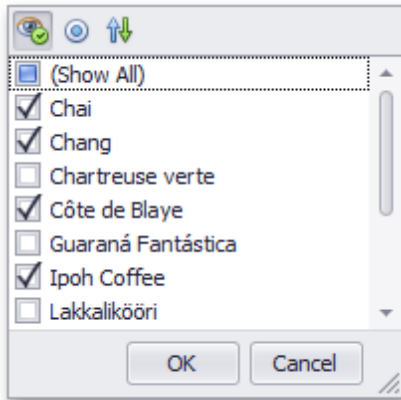 (Show All)
Chai
Chang
Chartreuse verte
Côte de Blaye
Guaraná Fantástica
Ipoh Coffee
Lakkalikööri
OK Cancel